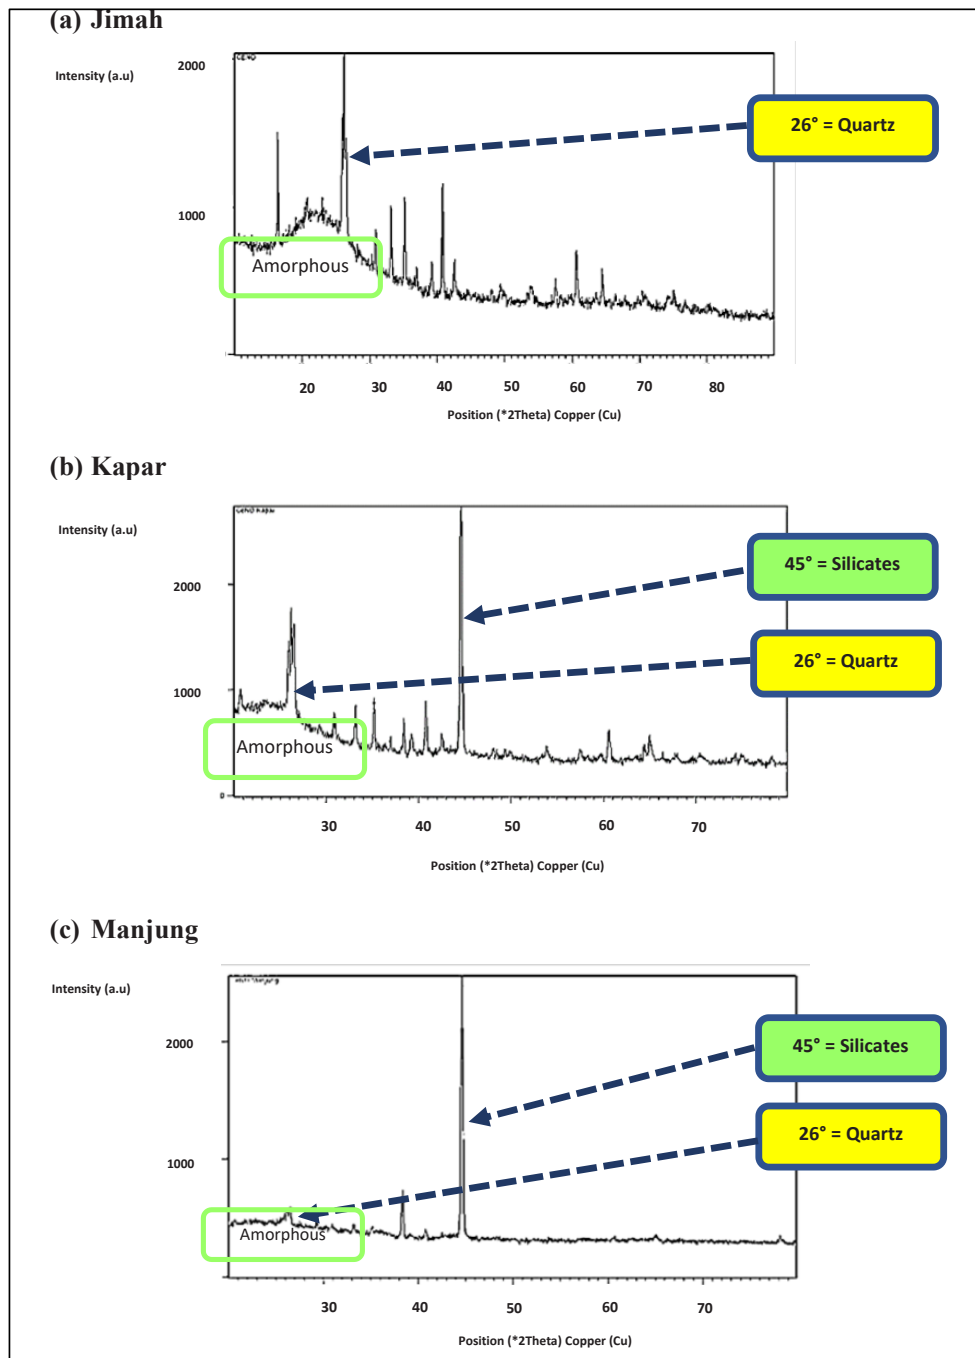 (a) Jimah
Intensity (a.u)
2000
1000
26° = Quartz
Amorphous
20 30 40 50 60 70 80
Position (*2Theta) Copper (Cu)
(b) Kapar
Intensity (a.u)
2000
1000
0
45° = Silicates
26° = Quartz
Amorphous
30 40 50 60 70
Position (*2Theta) Copper (Cu)
(c) Manjung
Intensity (a.u)
2000
1000
0
45° = Silicates
26° = Quartz
Amorphous
30 40 50 60 70
Position (*2Theta) Copper (Cu)